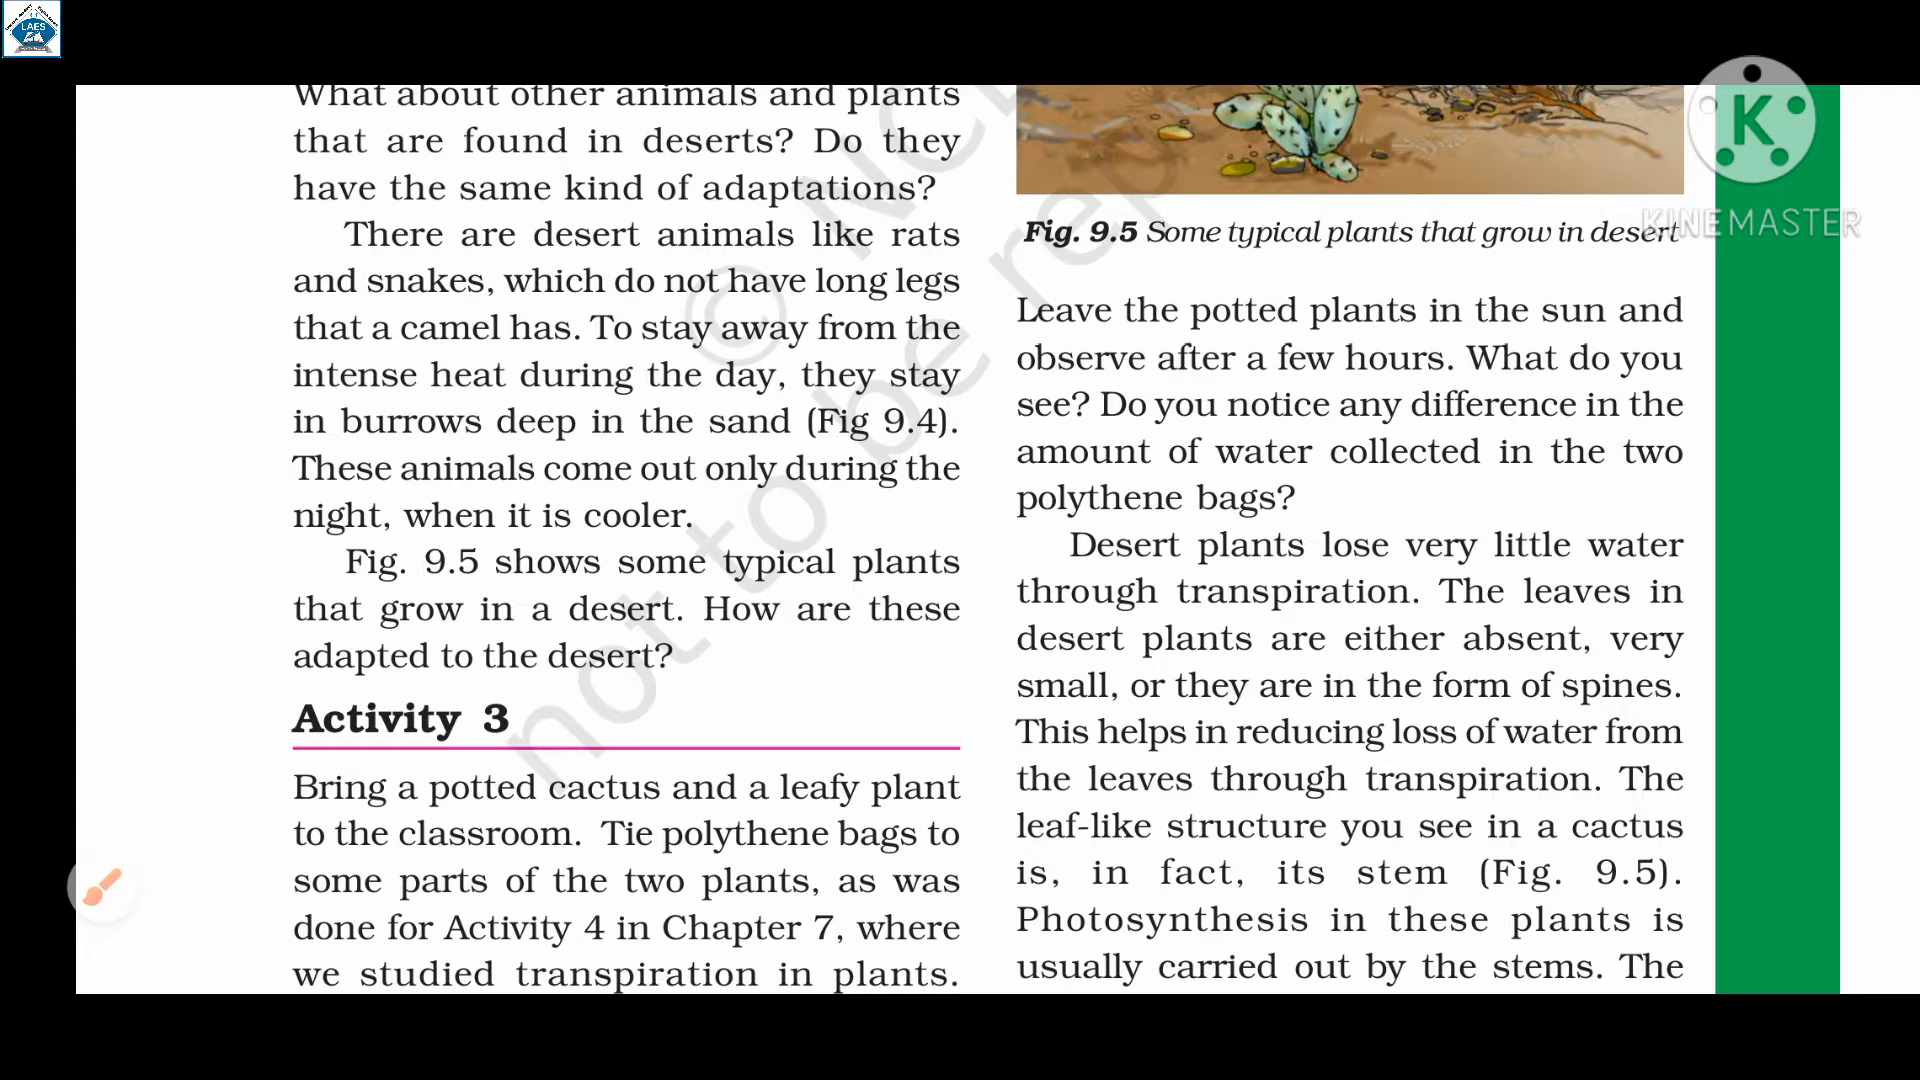 LAES
What about other animals and plants
that are found in deserts? Do they
have the same kind of adaptations?
There are desert animals like rats
and snakes, which do not have long legs
that a camel has. To stay away from the
intense heat during the day, they stay
in burrows deep in the sand (Fig 9.4).
These animals come out only during the
night, when it is cooler.
Fig. 9.5 shows some typical plants
that grow in a desert. How are these
adapted to the desert?
Activity 3
Bring a potted cactus and a leafy plant
to the classroom. Tie polythene bags to
some parts of the two plants, as was
done for Activity 4 in Chapter 7, where
we studied transpiration in plants.
Fig. 9.5 Some typical plants that grow in desert
Leave the potted plants in the sun and
observe after a few hours. What do you
see? Do you notice any difference in the
amount of water collected in the two
polythene bags?
Desert plants lose very little water
through transpiration. The leaves in
desert plants are either absent, very
small, or they are in the form of spines.
This helps in reducing loss of water from
the leaves through transpiration. The
leaf-like structure you see in a cactus
is, in fact, its stem (Fig. 9.5).
Photosynthesis in these plants is
usually carried out by the stems. The
K
KINEMASTER
©
not to be